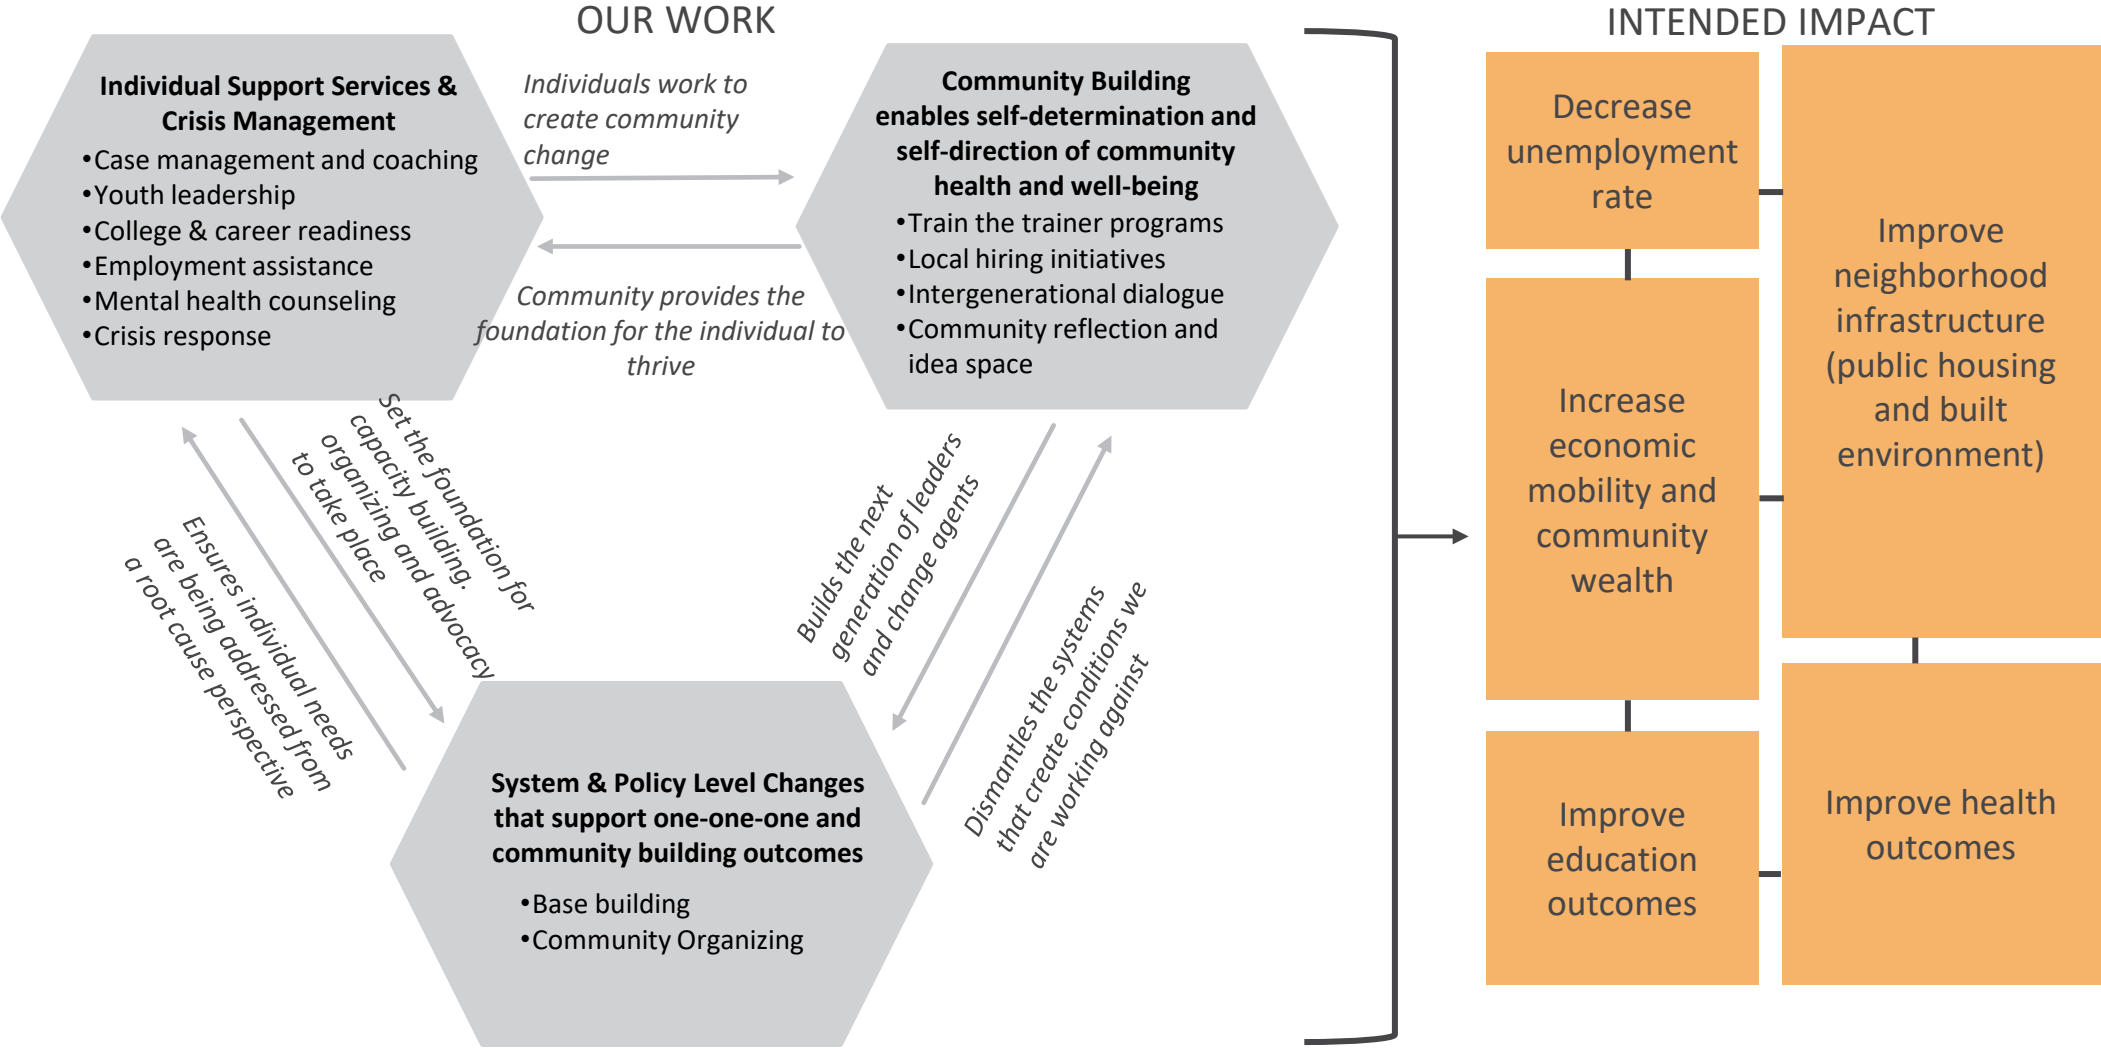 OUR WORK
INTENDED IMPACT
Individual Support Services &
Crisis Management
•Case management and coaching
•Youth leadership
•College & career readiness
•Employment assistance
•Mental health counseling
•Crisis response
Individuals work to
create community
change
Community provides the
foundation for the individual to
thrive
Community Building
enables self-determination and
self-direction of community
health and well-being
•Train the trainer programs
•Local hiring initiatives
•Intergenerational dialogue
•Community reflection and
idea space
Set the foundation for
capacity building.
organizing and advocacy
to take place
Ensures individual needs
are being addressed from
a root cause perspective
Builds the next
generation of leaders
and change agents
Dismantles the systems
that create conditions we
are working against
System & Policy Level Changes
that support one-one-one and
community building outcomes
•Base building
•Community Organizing
Decrease
unemployment
rate
Increase
economic
mobility and
community
wealth
Improve
education
outcomes
Improve
neighborhood
infrastructure
(public housing
and built
environment)
Improve health
outcomes